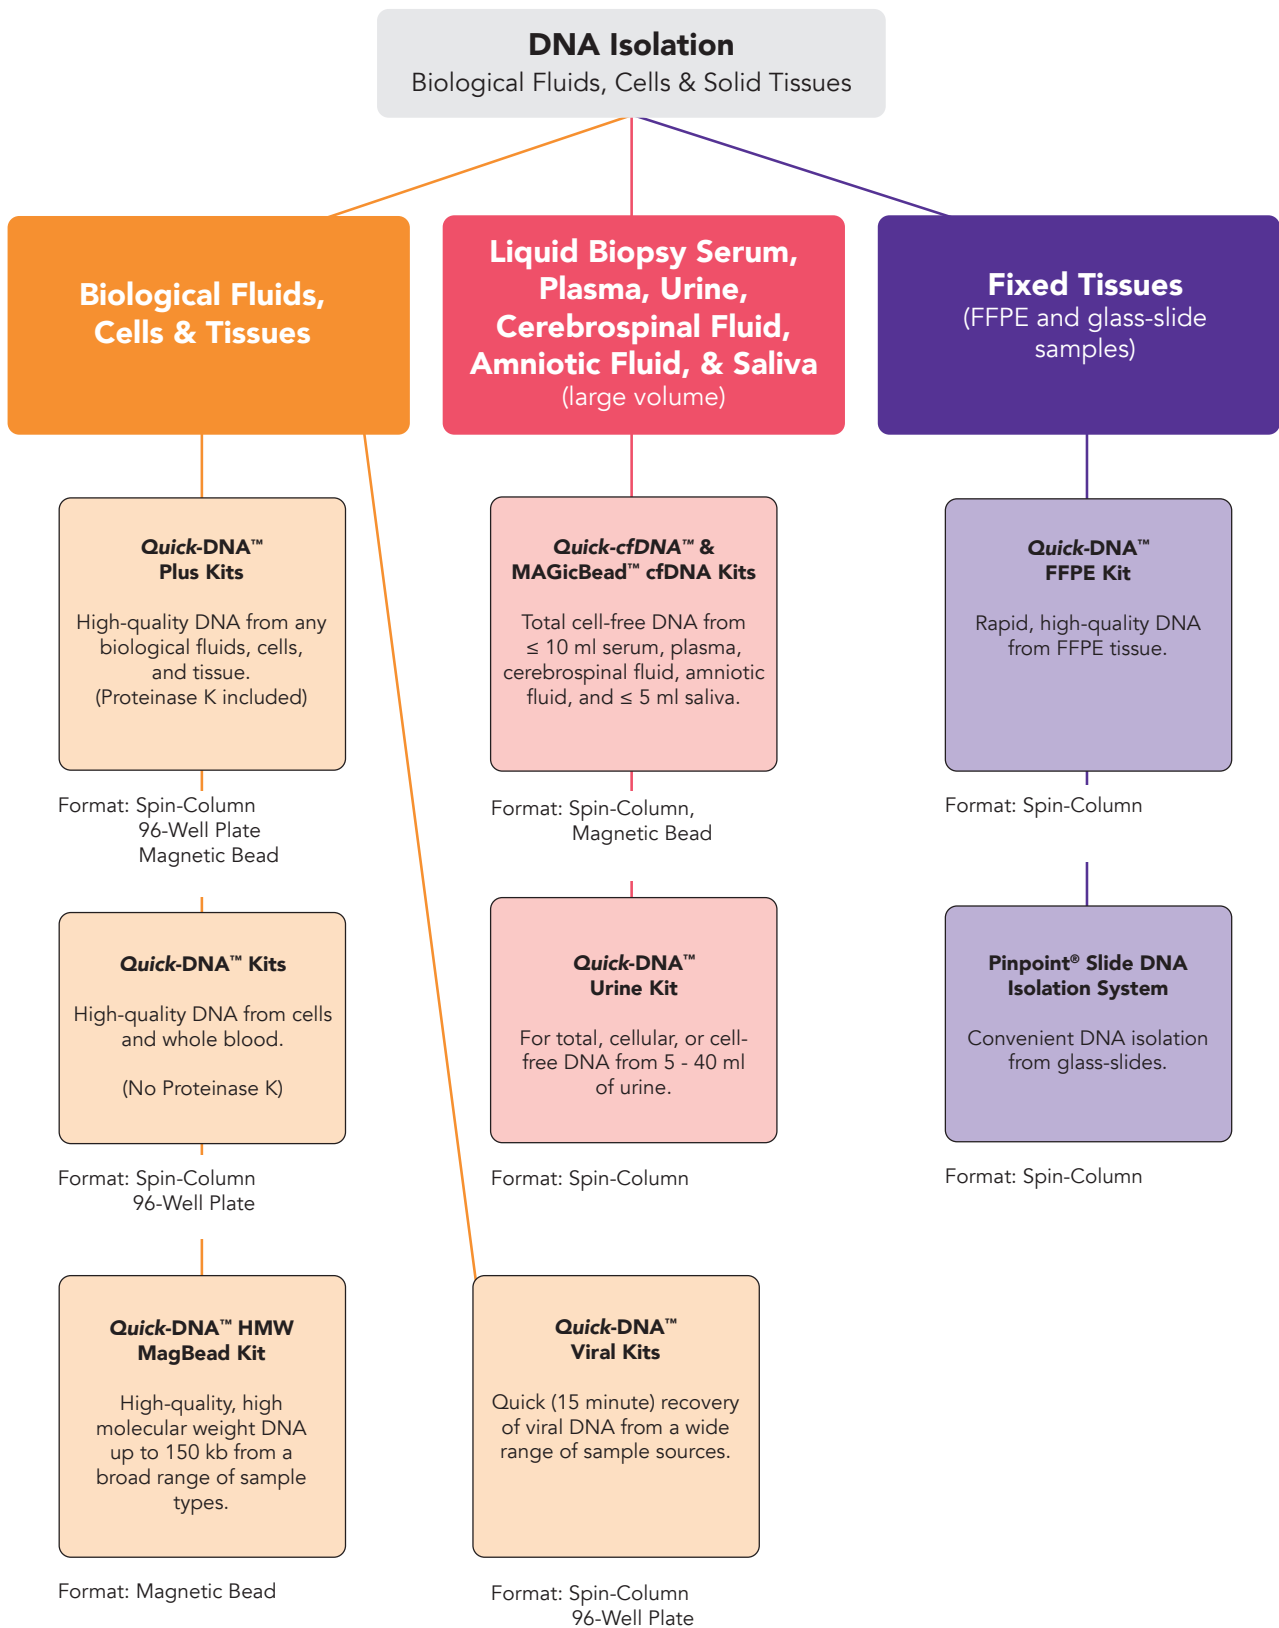 DNA Isolation
Biological Fluids, Cells & Solid Tissues
Biological Fluids,
Cells & Tissues
Liquid Biopsy Serum,
Plasma, Urine,
Cerebrospinal Fluid,
Amniotic Fluid, & Saliva
(large volume)
Fixed Tissues
(FFPE and glass-slide
samples)
Quick-DNA™
Plus Kits
High-quality DNA from any
biological fluids, cells,
and tissue.
(Proteinase K included)
Format: Spin-Column
96-Well Plate
Magnetic Bead
Quick-cfDNA™ &
MAGicBead™ cfDNA Kits
Total cell-free DNA from
≤ 10 ml serum, plasma,
cerebrospinal fluid, amniotic
fluid, and ≤ 5 ml saliva.
Format: Spin-Column,
Magnetic Bead
Quick-DNA™
FFPE Kit
Rapid, high-quality DNA
from FFPE tissue.
Format: Spin-Column
Quick-DNA™ Kits
High-quality DNA from cells
and whole blood.
(No Proteinase K)
Format: Spin-Column
96-Well Plate
Quick-DNA™
Urine Kit
For total, cellular, or cell-
free DNA from 5 - 40 ml
of urine.
Format: Spin-Column
Pinpoint® Slide DNA
Isolation System
Convenient DNA isolation
from glass-slides.
Format: Spin-Column
Quick-DNA™ HMW
MagBead Kit
High-quality, high
molecular weight DNA
up to 150 kb from a
broad range of sample
types.
Format: Magnetic Bead
Quick-DNA™
Viral Kits
Quick (15 minute) recovery
of viral DNA from a wide
range of sample sources.
Format: Spin-Column
96-Well Plate